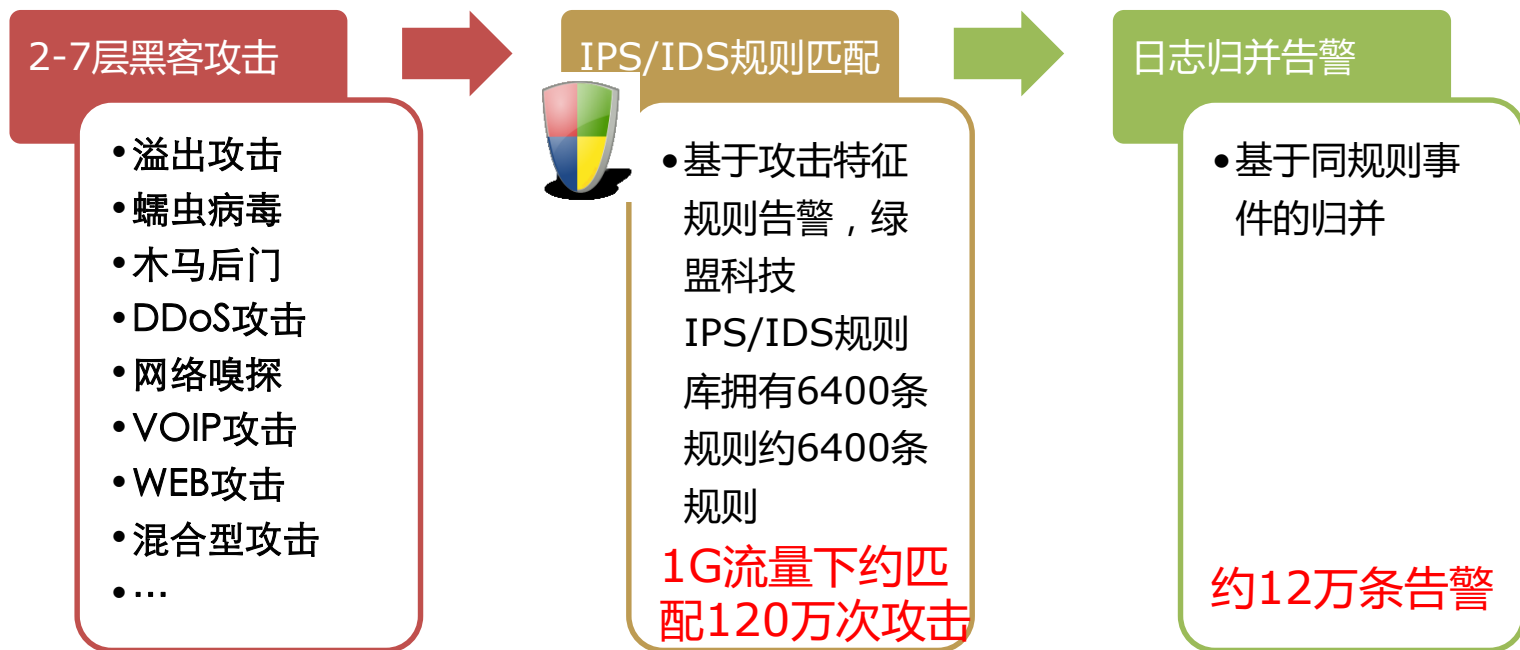 2-7层黑客攻击
•溢出攻击
•蠕虫病毒
•木马后门
•DDoS攻击
•网络嗅探
•VOIP攻击
•WEB攻击
•混合型攻击
•…
IPS/IDS规则匹配
•基于攻击特征
规则告警，绿
盟科技
IPS/IDS规则
库拥有6400条
规则约6400条
规则
1G流量下约匹
配120万次攻击
日志归并告警
•基于同规则事
件的归并
约12万条告警